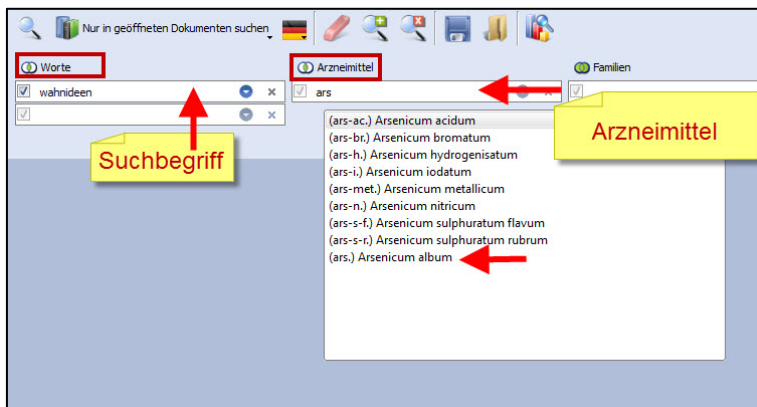 Nur in geöffneten Dokumenten suchen
Worte
Arzneimittel
Familien
wahnideen
ars
Suchbegriff
Arzneimittel
(ars-ac.) Arsenicum acidum
(ars-br.) Arsenicum bromatum
(ars-h.) Arsenicum hydrogenisatum
(ars-i.) Arsenicum iodatum
(ars-met.) Arsenicum metallicum
(ars-n.) Arsenicum nitricum
(ars-s-f.) Arsenicum sulphuratum flavum
(ars-s-r.) Arsenicum sulphuratum rubrum
(ars.) Arsenicum album